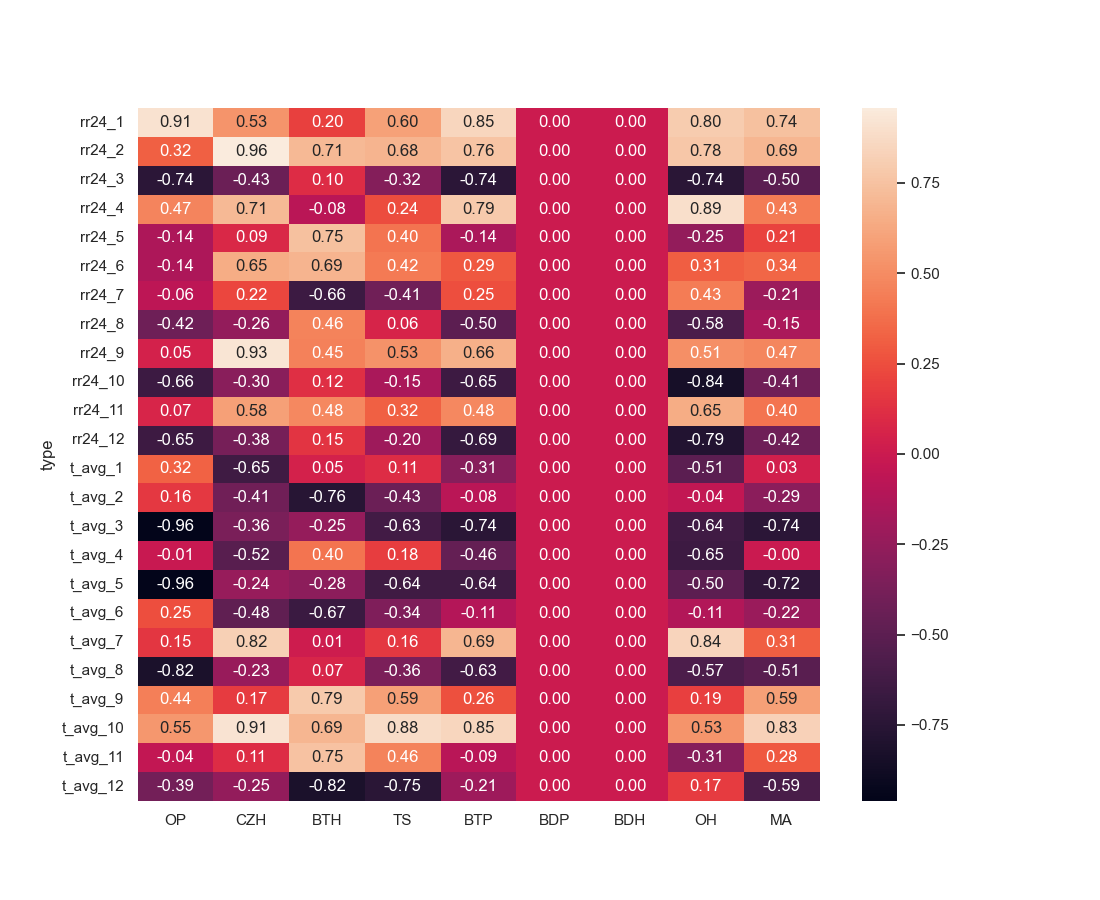 rr24_1 0.91 0.53 0.20 0.60 0.85 0.00 0.00 0.80 0.74
rr24_2 0.32 0.96 0.71 0.68 0.76 0.00 0.00 0.78 0.69
rr24_3 -0.74 -0.43 0.10 -0.32 -0.74 0.00 0.00 -0.74 -0.50
0.75
rr24_4 0.47 0.71 -0.08 0.24 0.79 0.00 0.00 0.89 0.43
rr24_5 -0.14 0.09 0.75 0.40 -0.14 0.00 0.00 -0.25 0.21
rr24_6 -0.14 0.65 0.69 0.42 0.29 0.00 0.00 0.31 0.34
0.50
rr24_7 -0.06 0.22 -0.66 -0.41 0.25 0.00 0.00 0.43 -0.21
rr24_8 -0.42 -0.26 0.46 0.06 -0.50 0.00 0.00 -0.58 -0.15
rr24_9 0.05 0.93 0.45 0.53 0.66 0.00 0.00 0.51 0.47
0.25
rr24_10 -0.66 -0.30 0.12 -0.15 -0.65 0.00 0.00 -0.84 -0.41
rr24_11 0.07 0.58 0.48 0.32 0.48 0.00 0.00 0.65 0.40
rr24_12 -0.65 -0.38 0.15 -0.20 -0.69 0.00 0.00 -0.79 -0.42
type
0.00
t_avg_1 0.32 -0.65 0.05 0.11 -0.31 0.00 0.00 -0.51 0.03
t_avg_2 0.16 -0.41 -0.76 -0.43 -0.08 0.00 0.00 -0.04 -0.29
t_avg_3 -0.96 -0.36 -0.25 -0.63 -0.74 0.00 0.00 -0.64 -0.74
−0.25
t_avg_4 -0.01 -0.52 0.40 0.18 -0.46 0.00 0.00 -0.65 -0.00
t_avg_5 -0.96 -0.24 -0.28 -0.64 -0.64 0.00 0.00 -0.50 -0.72
t_avg_6 0.25 -0.48 -0.67 -0.34 -0.11 0.00 0.00 -0.11 -0.22
−0.50
t_avg_7 0.15 0.82 0.01 0.16 0.69 0.00 0.00 0.84 0.31
t_avg_8 -0.82 -0.23 0.07 -0.36 -0.63 0.00 0.00 -0.57 -0.51
t_avg_9 0.44 0.17 0.79 0.59 0.26 0.00 0.00 0.19 0.59
−0.75
t_avg_10 0.55 0.91 0.69 0.88 0.85 0.00 0.00 0.53 0.83
t_avg_11 -0.04 0.11 0.75 0.46 -0.09 0.00 0.00 -0.31 0.28
t_avg_12 -0.39 -0.25 -0.82 -0.75 -0.21 0.00 0.00 0.17 -0.59
OP CZH BTH TS BTP BDP BDH OH MA